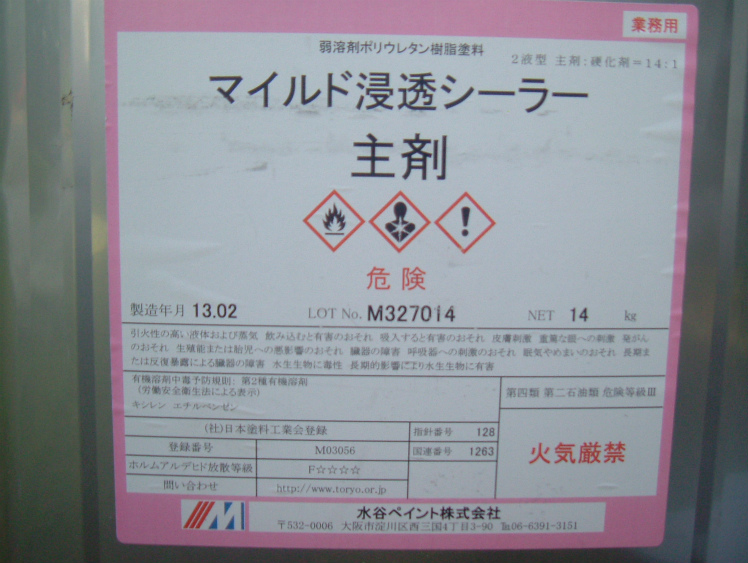 業務用
弱溶剤ポリウレタン樹脂塗料
2液型 主剤:硬化剤=14:1
マイルド浸透シーラー
主剤
危険
製造年月 13.02 LOT No. M327014 NET 14 kg
引火性の高い液体および蒸気 飲み込むと有害のおそれ 吸入すると有害のおそれ 皮膚刺激 重篤な眼への刺激 発がん
のおそれ 生殖能または胎児への悪影響のおそれ 臓器の障害 呼吸器への刺激のおそれ 眠気やめまいのおそれ 長期ま
たは反復暴露による臓器の障害 水生生物に毒性 長期的影響により水生生物に有害
有機溶剤中毒予防規則: 第2種有機溶剤
(労働安全衛生法による表示)
キシレン エチルベンゼン
第四類 第二石油類 危険等級Ⅲ
(社)日本塗料工業会登録
指針番号 128
登録番号 M03056
国連番号 1263
火気厳禁
ホルムアルデヒド放散等級 F☆☆☆☆
問い合わせ http://www.toryo.or.jp
M
水谷ペイント株式会社
〒532-0006 大阪市淀川区西三国4丁目3-90 ℡06-6391-3151